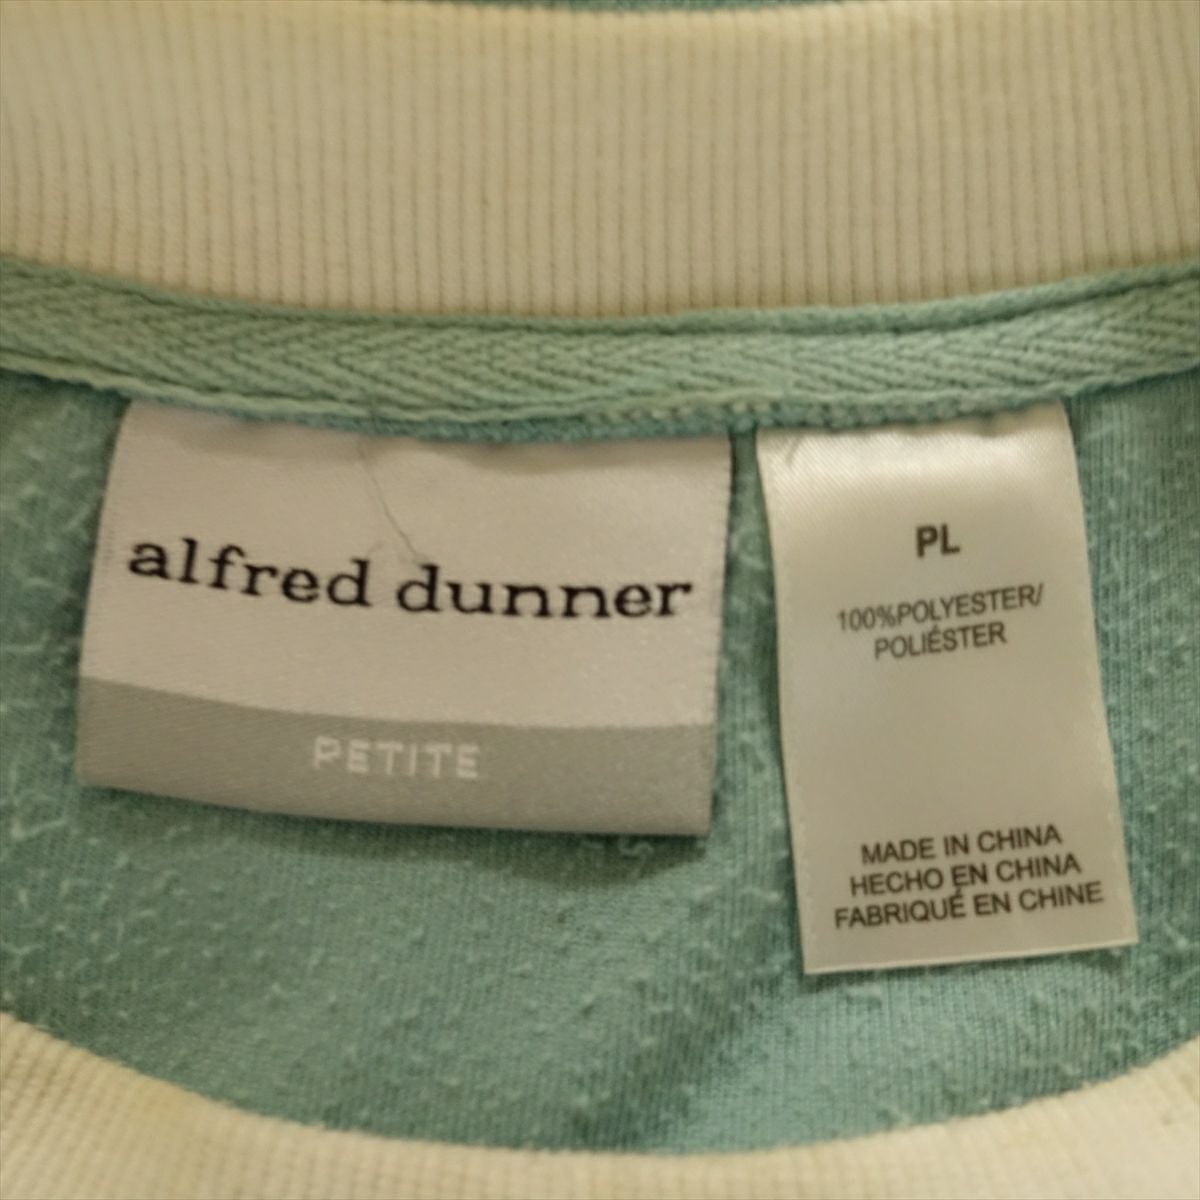 alfred dunner
PETITE
PL
100%POLYESTER/
POLIÉSTER
MADE IN CHINA
HECHO EN CHINA
FABRIQUÉ EN CHINE